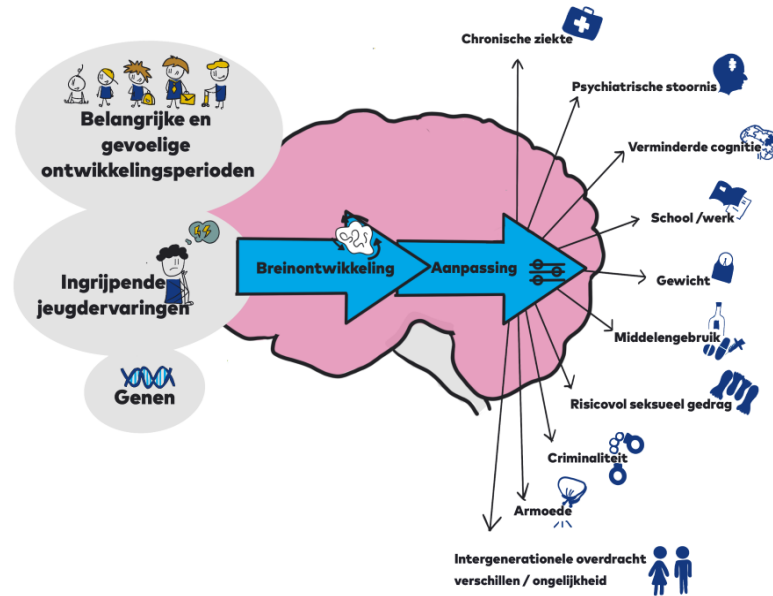 Belangrijke en
gevoelige
ontwikkelingsperioden
Ingrijpende
jeugdervaringen
Genen
Breinontwikkeling
Aanpassing
Chronische ziekte
Psychiatrische stoornis
Verminderde cognitie
School /werk
Gewicht
Middelengebruik
Risicovol seksueel gedrag
Criminaliteit
Armoede
Intergenerationele overdracht
verschillen / ongelijkheid